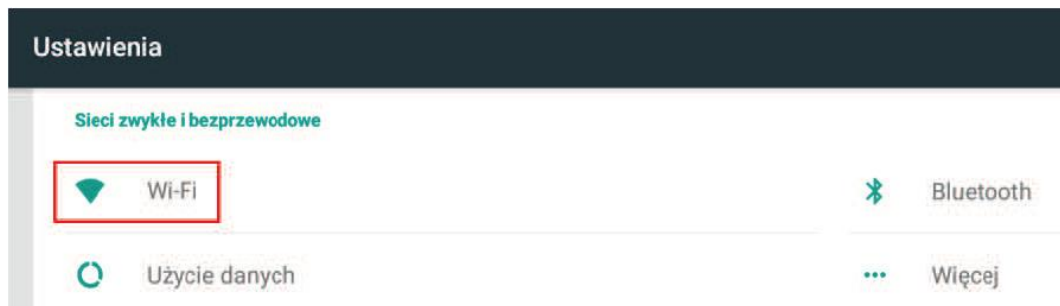 Ustawienia
Sieci zwykłe i bezprzewodowe
Wi-Fi
Bluetooth
Użycie danych
Więcej